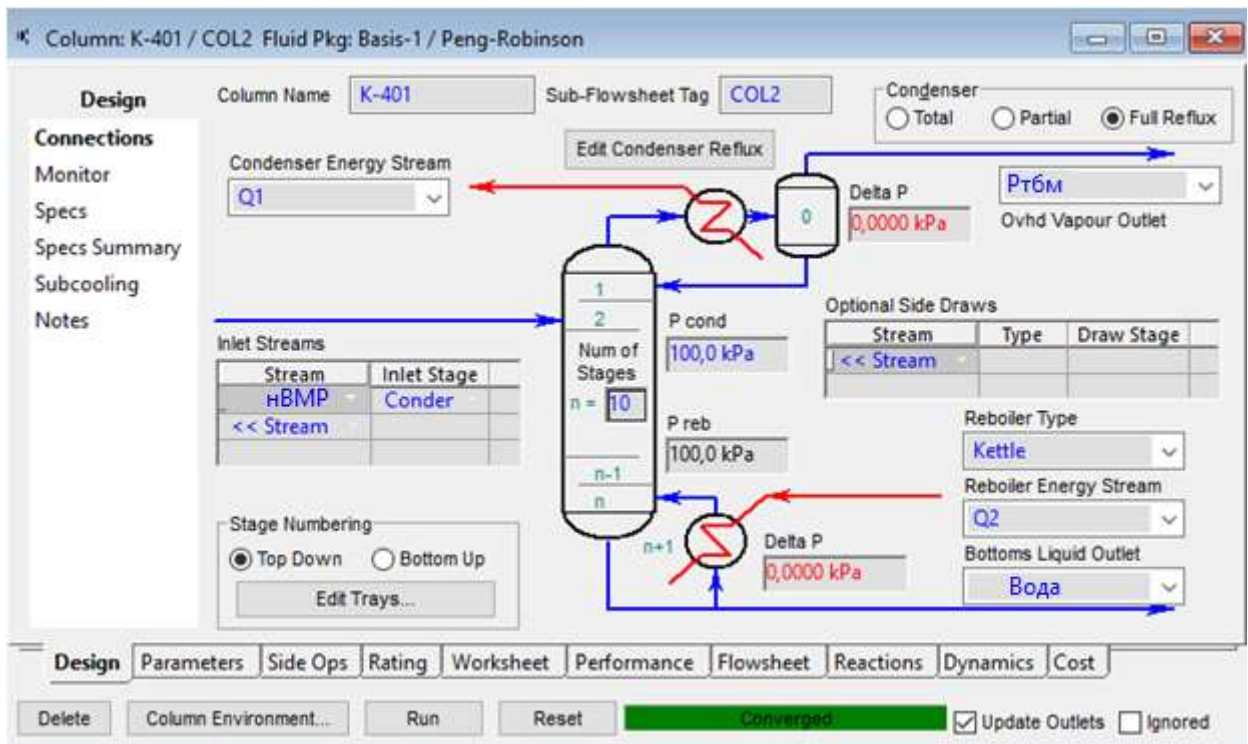 Column: K-401 / COL2 Fluid Pkg: Basis-1 / Peng-Robinson
Design
Connections
Monitor
Specs
Specs Summary
Subcooling
Notes
Column Name K-401 Sub-Flowsheet Tag COL2
Condenser
Total Partial Full Reflux
Edit Condenser Reflux
Condenser Energy Stream
Q1
Delta P
0,0000 kPa
Ртбм
Ovhd Vapour Outlet
0
1
2
Num of
Stages
n = 10
n-1
n
n+1
P cond
100,0 kPa
P reb
100,0 kPa
Inlet Streams
Stream Inlet Stage
нВМР Conder
<< Stream
Optional Side Draws
Stream Type Draw Stage
<< Stream
Stage Numbering
Top Down Bottom Up
Edit Trays...
Delta P
0,0000 kPa
Reboiler Type
Kettle
Reboiler Energy Stream
Q2
Bottoms Liquid Outlet
Вода
Design Parameters Side Ops Rating Worksheet Performance Flowsheet Reactions Dynamics Cost
Delete Column Environment... Run Reset Converged Update Outlets Ignored